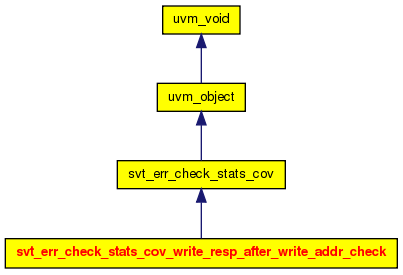 uvm_void
uvm_object
svt_err_check_stats_cov
svt_err_check_stats_cov_write_resp_after_write_addr_check